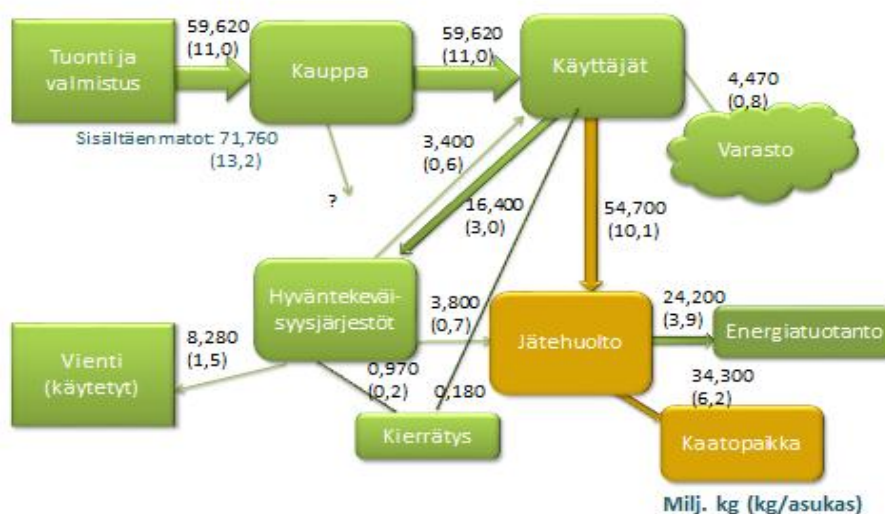 59,620
(11,0)
59,620
(11,0)
Tuonti ja
valmistus
Kauppa
Käyttäjät
4,470
(0,8)
Sisältäen matot: 71,760
(13,2)
3,400
(0,6)
Varasto
?
16,400
(3,0)
54,700
(10,1)
Hyväntekeväi-
syysjärjestöt
3,800
(0,7)
24,200
(3,9)
Jätehuolto
Energiatuotanto
8,280
(1,5)
Vienti
(käytetyt)
0,970
(0,2)
0,180
34,300
(6,2)
Kierrätys
Kaatopaikka
Milj. kg (kg/asukas)